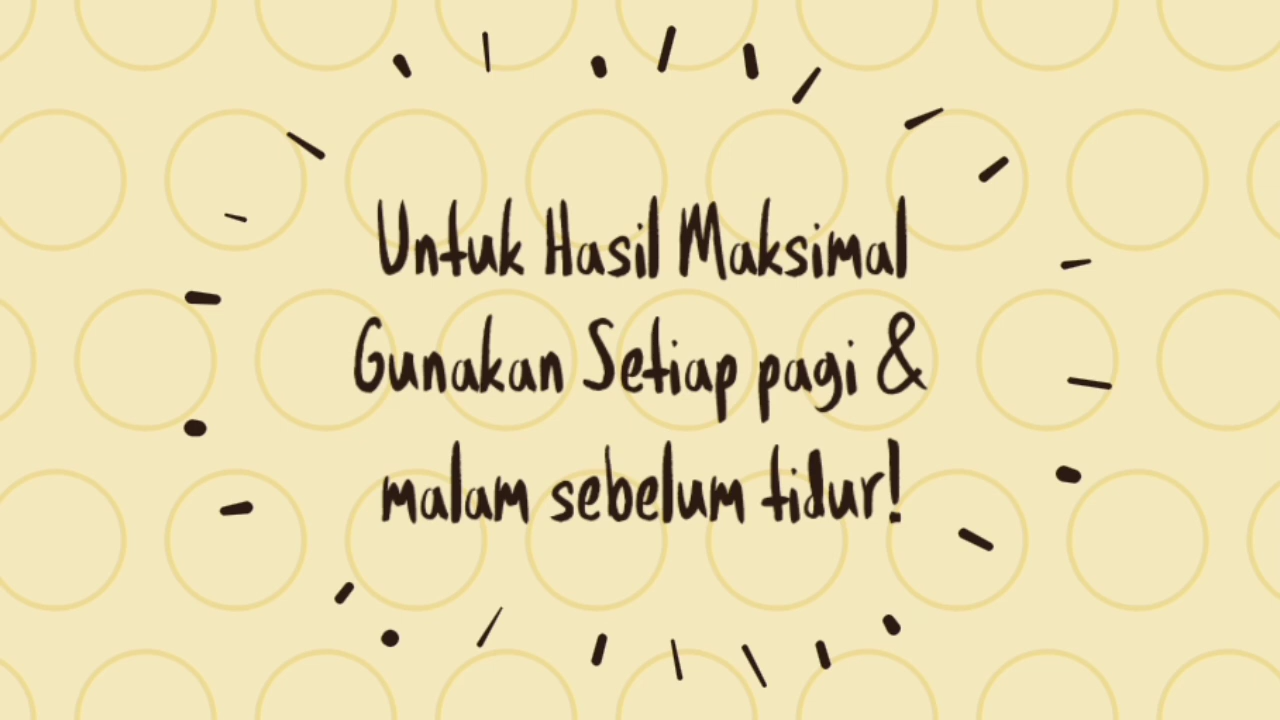 Untuk Hasil Maksimal
Gunakan Setiap pagi &
malam sebelum tidur!